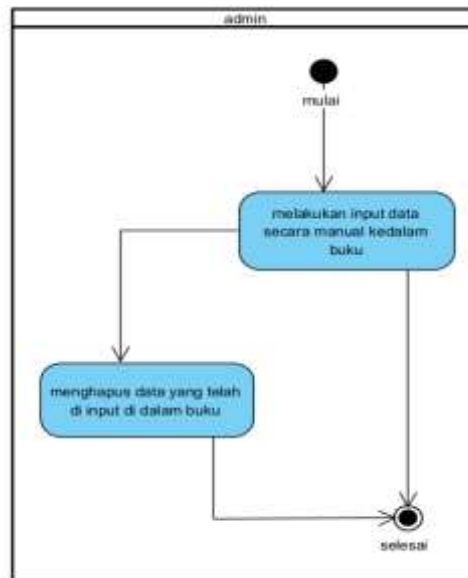 admin
mulai
melakukan input data
secara manual kedalam
buku
menghapus data yang telah
di input di dalam buku
selesai